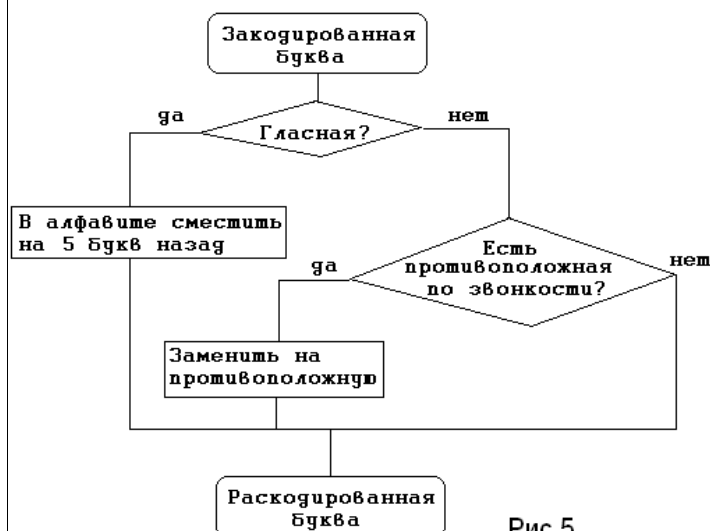 Закодированная
буква
да
Гласная?
нет
В алфавите сместить
на 5 букв назад
Есть
противоположная
по звонкости?
да
нет
Заменить на
противоположную
Раскодированная
буква
Рис.5